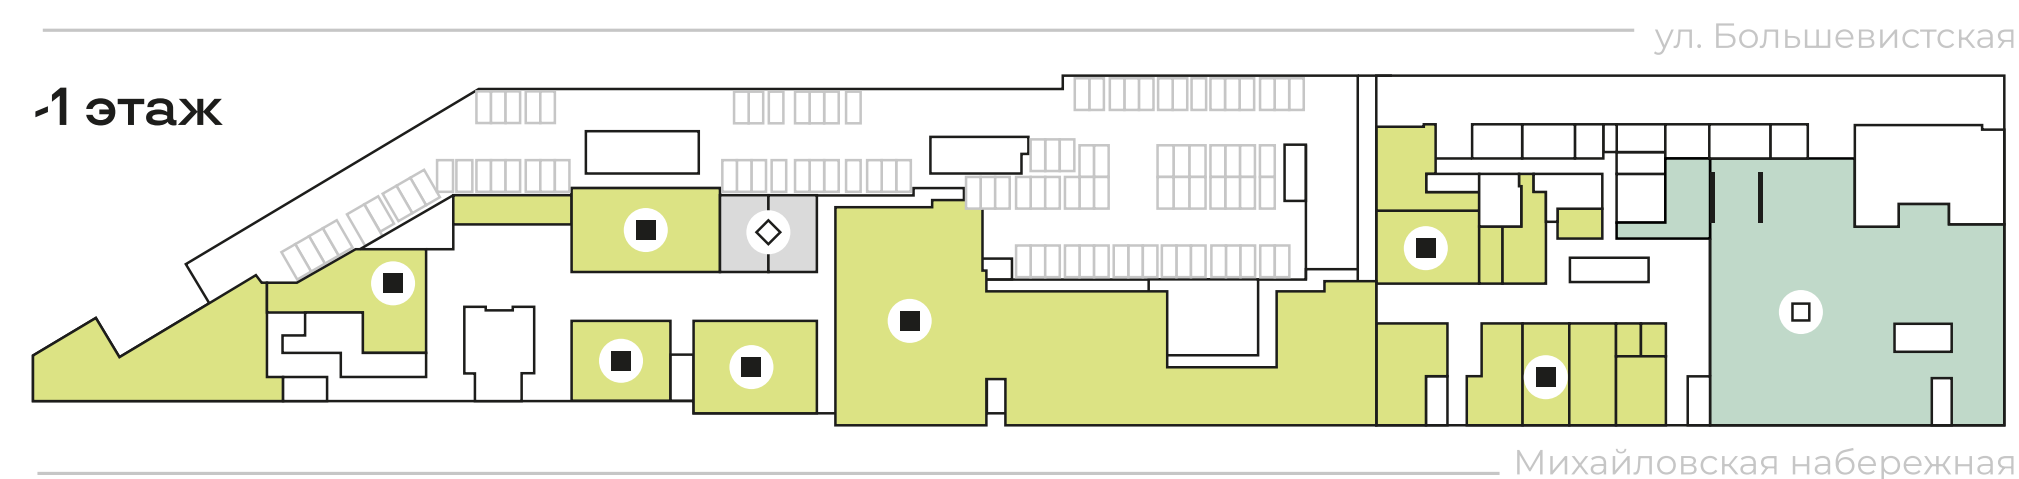 ул. Большевистская
-1 этаж
Михайловская набережная